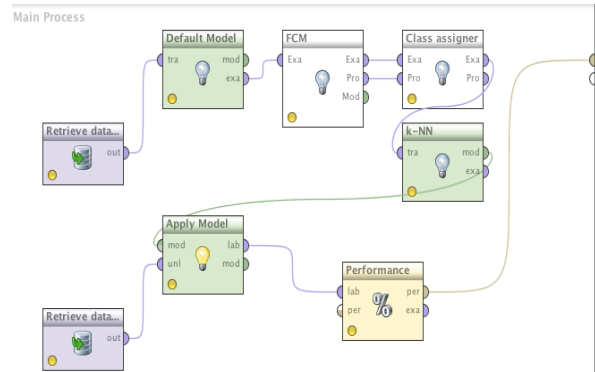 Main Process
Default Model
tra mod
exa
FCM
Exa Exa
Pro
Mod
Class assigner
Exa Exa
Pro Pro
Retrieve data...
out
k-NN
tra mod
exa
Apply Model
mod lab
unl mod
Performance
lab per
per exa
%
Retrieve data...
out